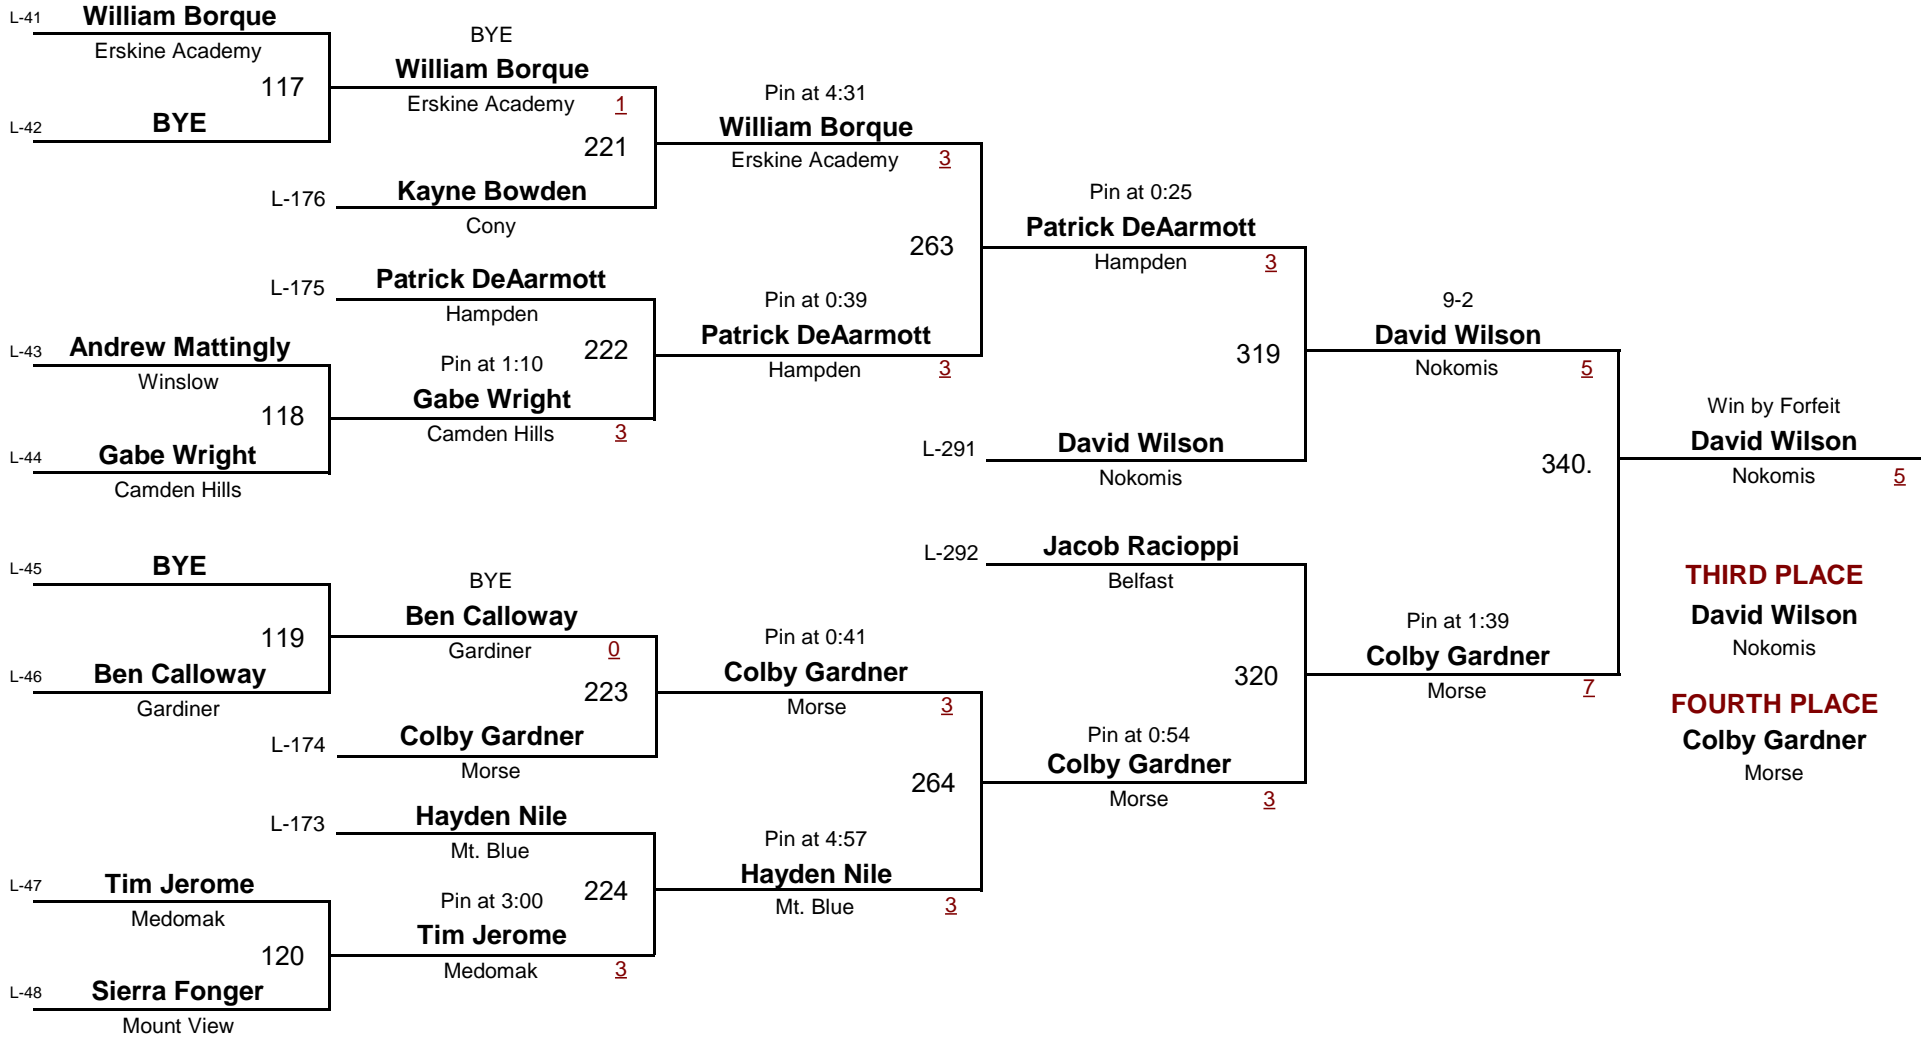 L-41 William Borque
Erskine Academy
117
L-42 BYE
BYE
William Borque
Erskine Academy 1
221
L-176 Kayne Bowden
Cony
Pin at 4:31
William Borque
Erskine Academy 3
263
L-175 Patrick DeAarmott
Hampden
222
L-43 Andrew Mattingly
Winslow
118
L-44 Gabe Wright
Camden Hills
Pin at 1:10
Gabe Wright
Camden Hills 3
Pin at 0:39
Patrick DeAarmott
Hampden 3
Pin at 0:25
Patrick DeAarmott
Hampden 3
319
L-291 David Wilson
Nokomis
9-2
David Wilson
Nokomis 5
340.
L-45 BYE
119
L-46 Ben Calloway
Gardiner
BYE
Ben Calloway
Gardiner 0
223
L-174 Colby Gardner
Morse
Pin at 0:41
Colby Gardner
Morse 3
264
L-173 Hayden Nile
Mt. Blue
224
L-47 Tim Jerome
Medomak
120
L-48 Sierra Fonger
Mount View
Pin at 3:00
Tim Jerome
Medomak 3
Pin at 4:57
Hayden Nile
Mt. Blue 3
L-292 Jacob Racioppi
Belfast
320
Pin at 0:54
Colby Gardner
Morse 3
Pin at 1:39
Colby Gardner
Morse 7
Win by Forfeit
David Wilson
Nokomis 5
THIRD PLACE
David Wilson
Nokomis
FOURTH PLACE
Colby Gardner
Morse